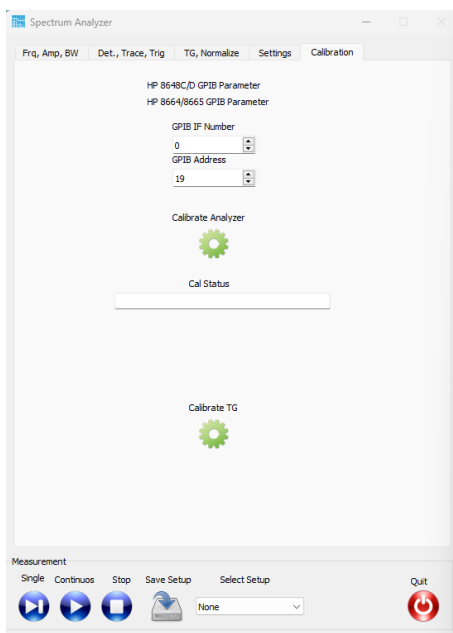 Spectrum Analyzer
Frq, Amp, BW Det., Trace, Trig TG, Normalize Settings Calibration
HP 8648C/D GPIB Parameter
HP 8664/8665 GPIB Parameter
GPIB IF Number
0
GPIB Address
19
Calibrate Analyzer
Cal Status
Calibrate TG
Measurement
Single Continuos Stop Save Setup Select Setup Quit
None